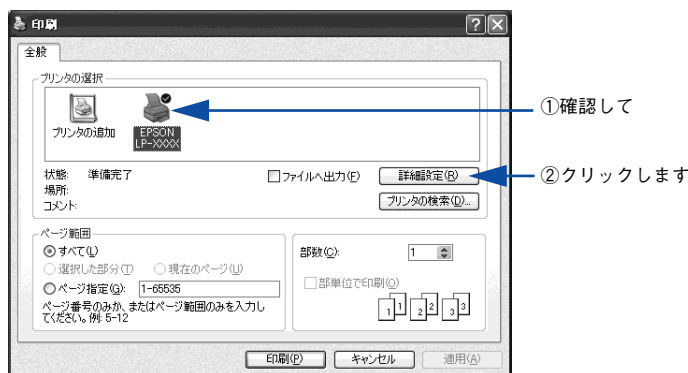 印刷
全般
プリンタの選択
プリンタの追加
EPSON
LP-XXXX
①確認して
状態: 準備完了
場所:
コメント:
ファイルへ出力(F)
詳細設定(R)
②クリックします
プリンタの検索(D)...
ページ範囲
すべて(L)
選択した部分(T) 現在のページ(U)
ページ指定(G): 1-65535
ページ番号のみか、またはページ範囲のみを入力し
てください。例: 5-12
部数(C): 1
部単位で印刷(O)
1 1 2 2 3 3
印刷(P) キャンセル 適用(A)